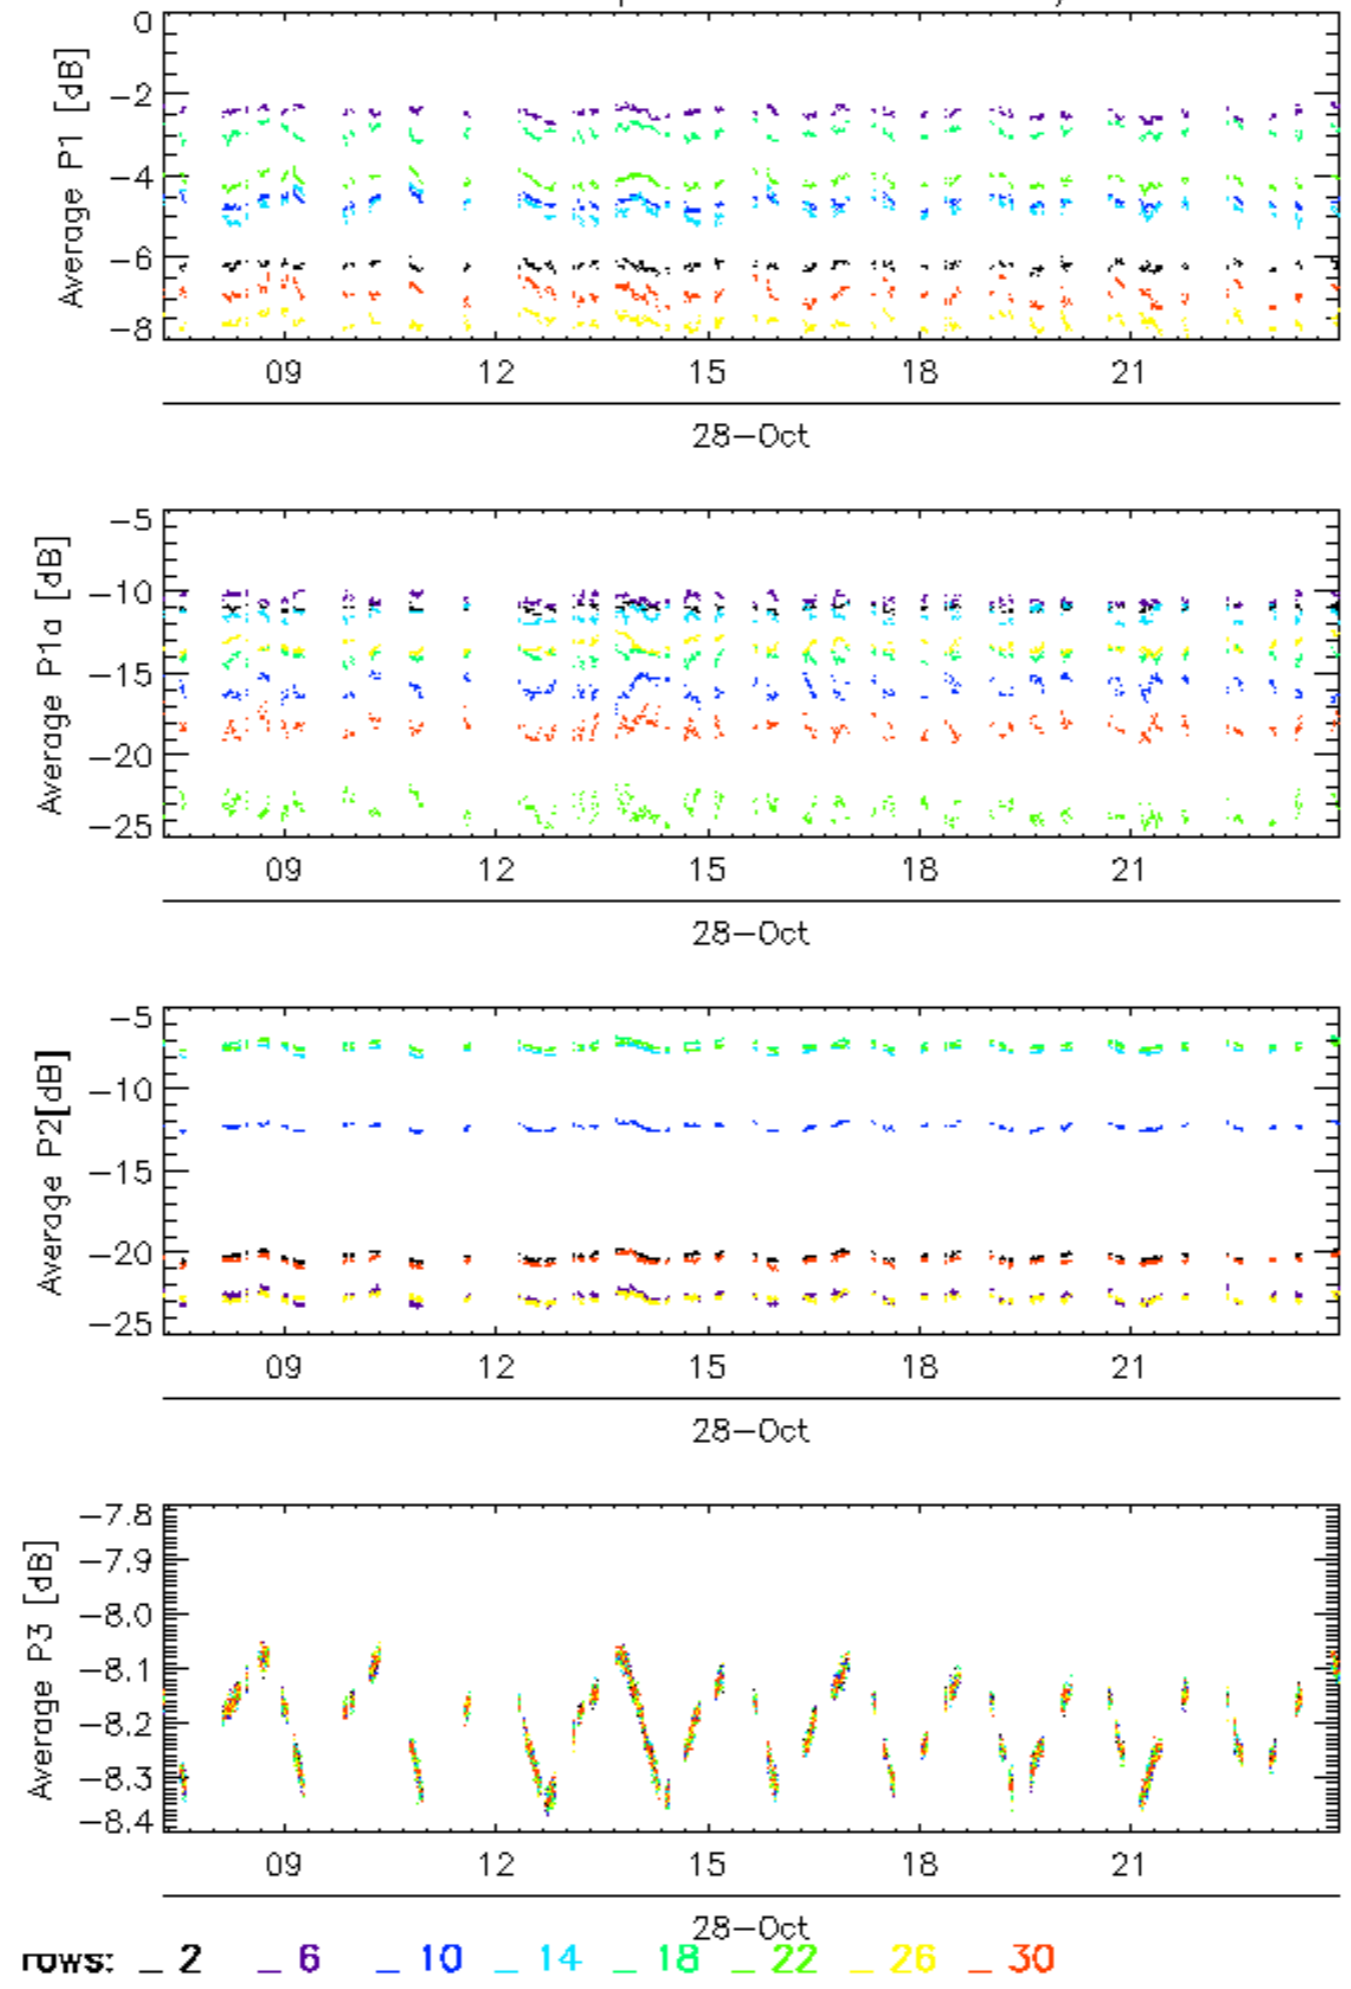 0
−2
−4
−6
−8
Average P1 [dB]
09 12 15 18 21
28−Oct
−5
−10
−15
−20
−25
Average P1a [dB]
09 12 15 18 21
28−Oct
−5
−10
−15
−20
−25
Average P2[dB]
09 12 15 18 21
28−Oct
−7.8
−7.9
−8.0
−8.1
−8.2
−8.3
−8.4
Average P3 [dB]
09 12 15 18 21
28−Oct
rows: _ 2 _ 6 _ 10 _ 14 _ 18 _ 22 _ 26 _ 30